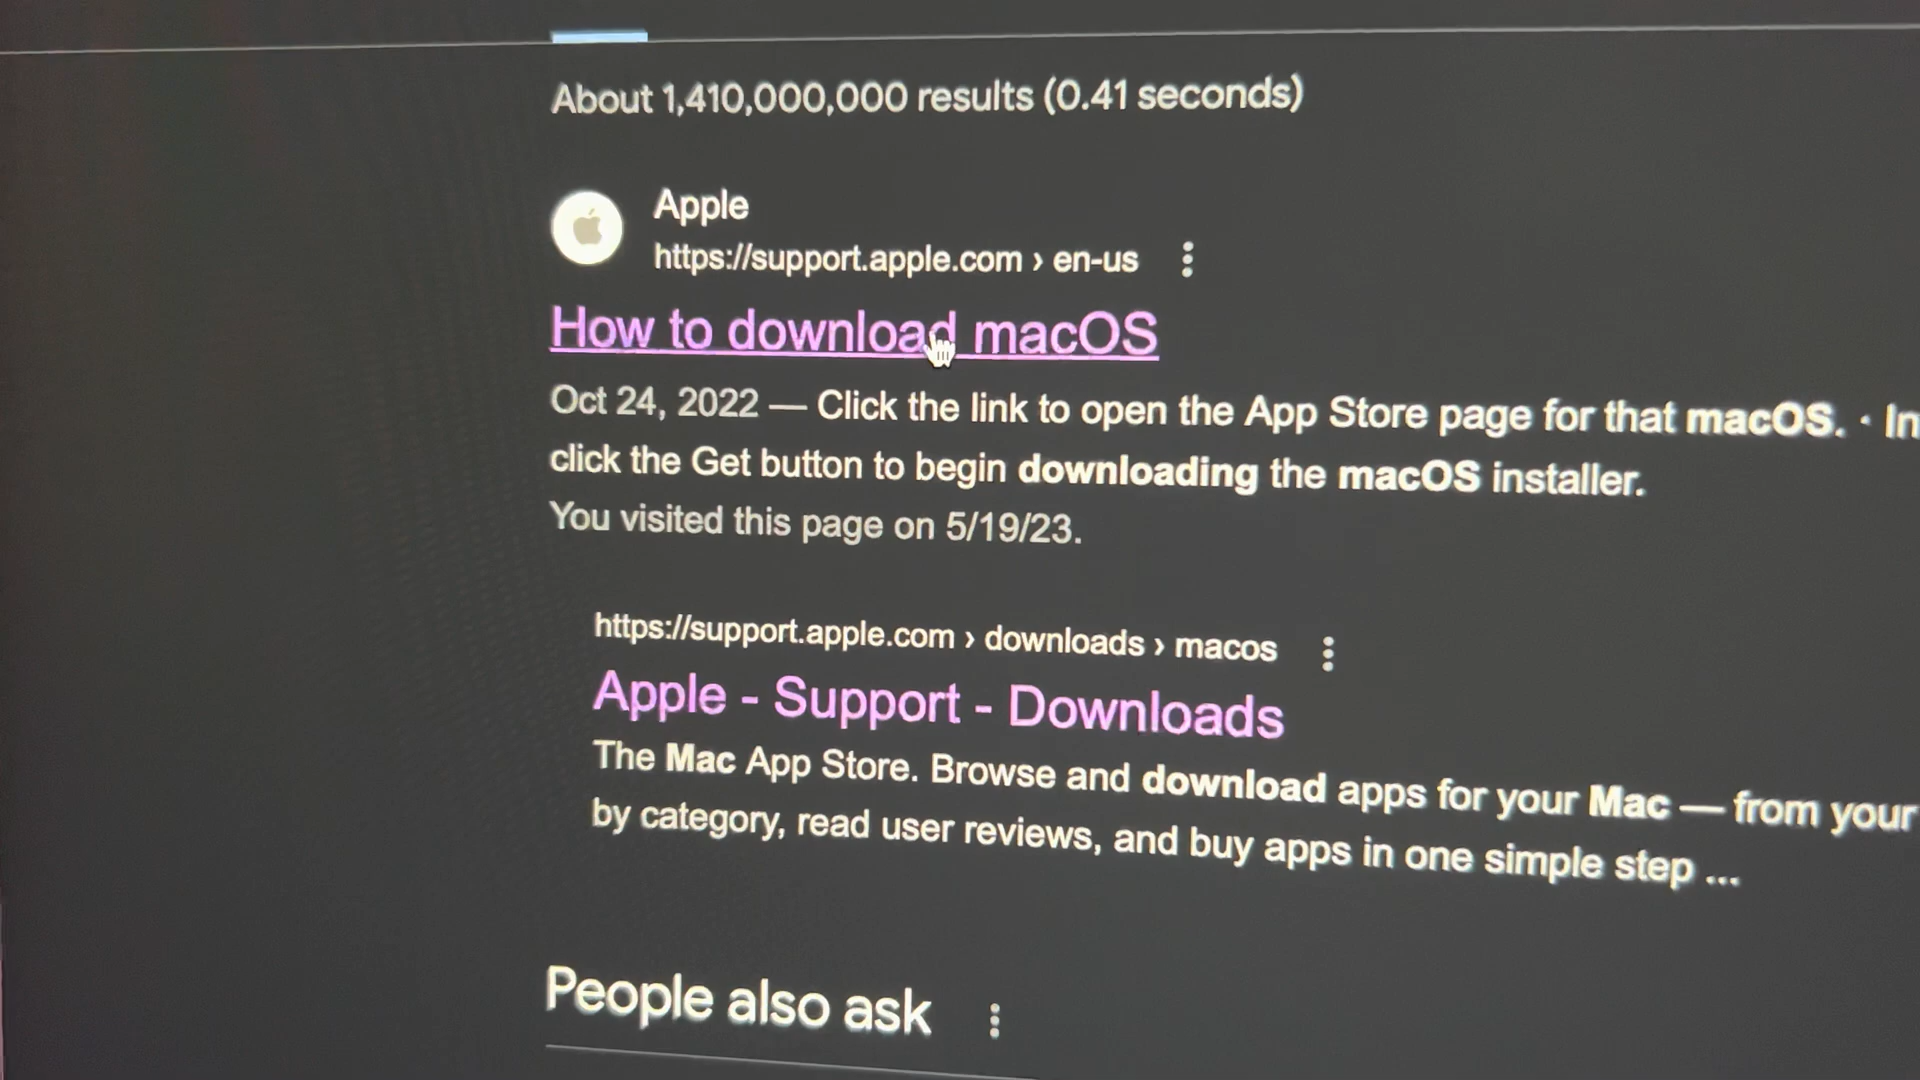 About 1,410,000,000 results (0.41 seconds)
Apple
https://support.apple.com › en-us
How to download macOS
Oct 24, 2022 — Click the link to open the App Store page for that macOS. · In
click the Get button to begin downloading the macOS installer.
You visited this page on 5/19/23.
https://support.apple.com › downloads › macos
Apple - Support - Downloads
The Mac App Store. Browse and download apps for your Mac — from your
by category, read user reviews, and buy apps in one simple step ...
People also ask